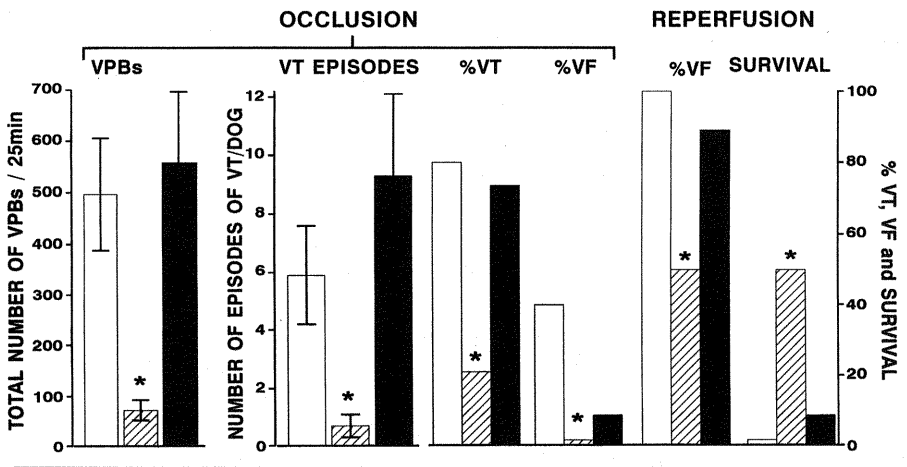 OCCLUSION
REPERFUSION
VPBs
VT EPISODES
%VT
%VF
%VF
SURVIVAL
TOTAL NUMBER OF VPBs / 25min
700
600
500
400
300
200
100
0
*
NUMBER OF EPISODES OF VT/DOG
12
10
8
6
4
2
0
*
*
*
*
*
100
80
60
40
20
0
% VT, VF and SURVIVAL